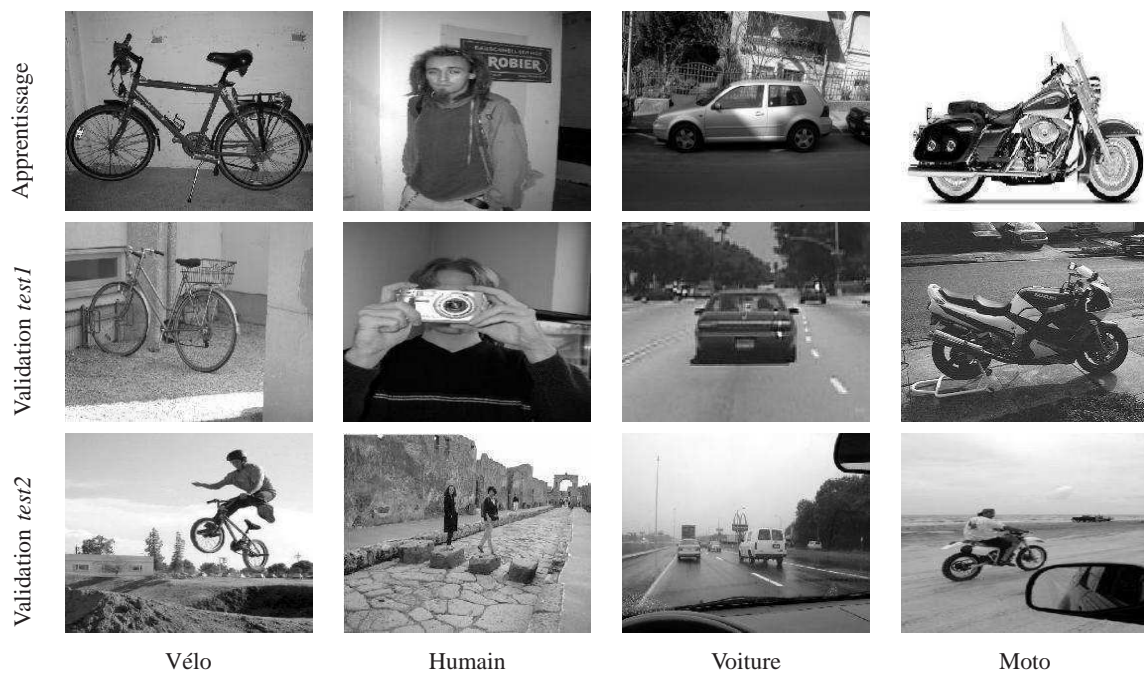 Apprentissage
ROBIER
Validation test1
Validation test2
Vélo
Humain
Voiture
Moto